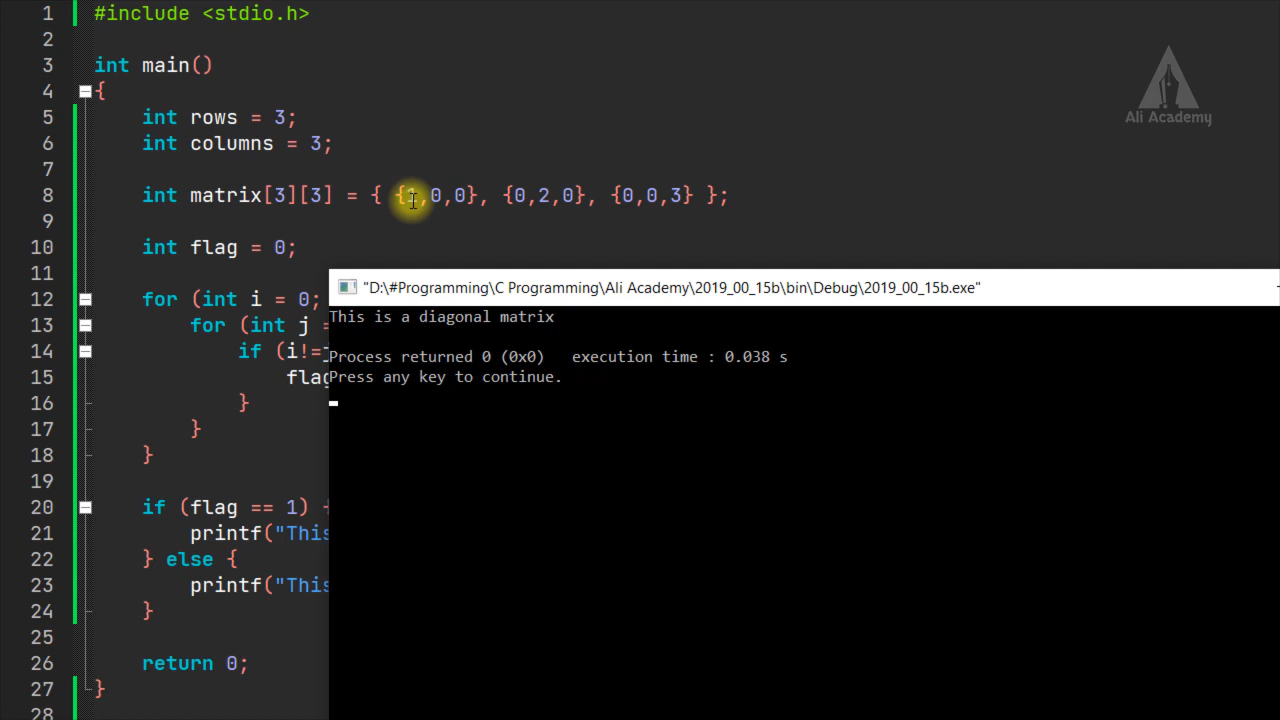 1 #include <stdio.h>
2
3 int main()
4 {
5 int rows = 3;
6 int columns = 3;
7
8 int matrix[3][3] = { {1,0,0}, {0,2,0}, {0,0,3} };
9
10 int flag = 0;
11
12 for (int i = 0;
13 for (int j =
14 if (i!=j
15 flag
16 }
17 }
18 }
19
20 if (flag == 1) {
21 printf("This
22 } else {
23 printf("This
24 }
25
26 return 0;
27 }
28
Ali Academy
"D:\#Programming\C Programming\Ali Academy\2019_00_15b\bin\Debug\2019_00_15b.exe"
This is a diagonal matrix
Process returned 0 (0x0) execution time : 0.038 s
Press any key to continue.